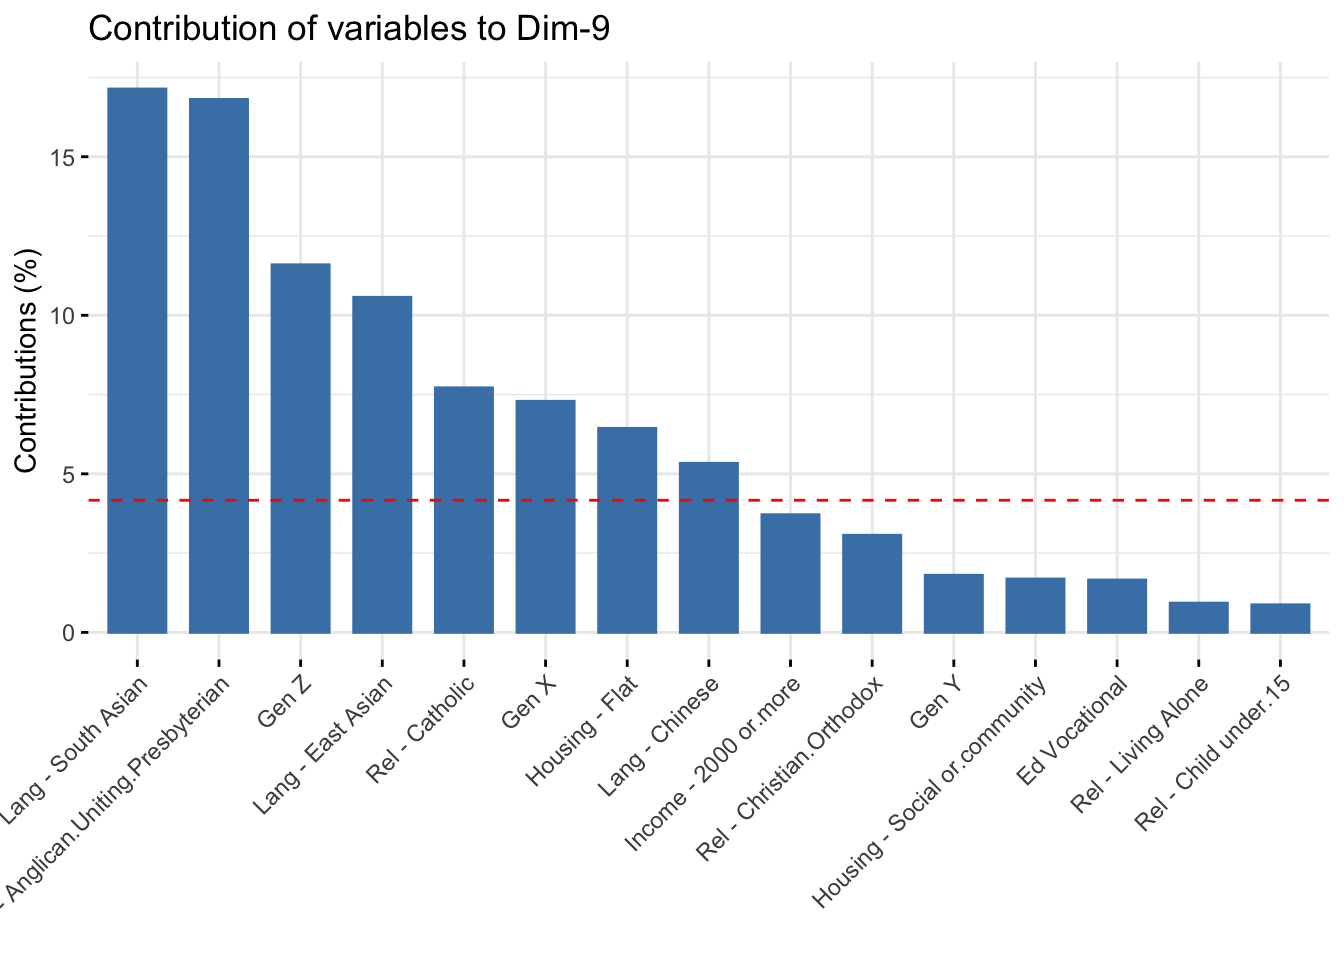 Contribution of variables to Dim-9
Contributions (%)
15
10
5
0
Lang - South Asian
- Anglican.Uniting.Presbyterian
Gen Z
Lang - East Asian
Rel - Catholic
Gen X
Housing - Flat
Lang - Chinese
Income - 2000 or.more
Rel - Christian.Orthodox
Gen Y
Housing - Social or.community
Ed Vocational
Rel - Living Alone
Rel - Child under.15